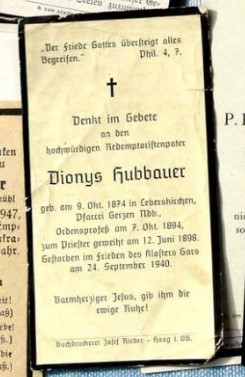 „Der Friede Gottes übersteigt alles
Begreifen.“ Phil. 4, 7.
Denkt im Gebete
an den
hochwürdigen Redemptoristenpater
Dionys Hubbauer
geb. am 9. Okt. 1874 in Leberskirchen,
Pfarrei Gerzen Ndb.,
Ordensprofeß am 7. Okt. 1894,
zum Priester geweiht am 12. Juni 1898.
Gestorben im Frieden des Klosters Gars
am 24. September 1940.
Barmherziger Jesus, gib ihm die
ewige Ruhe!
Buchdruckerei Josef Rieder - Haag i. OB.
1947,
P.